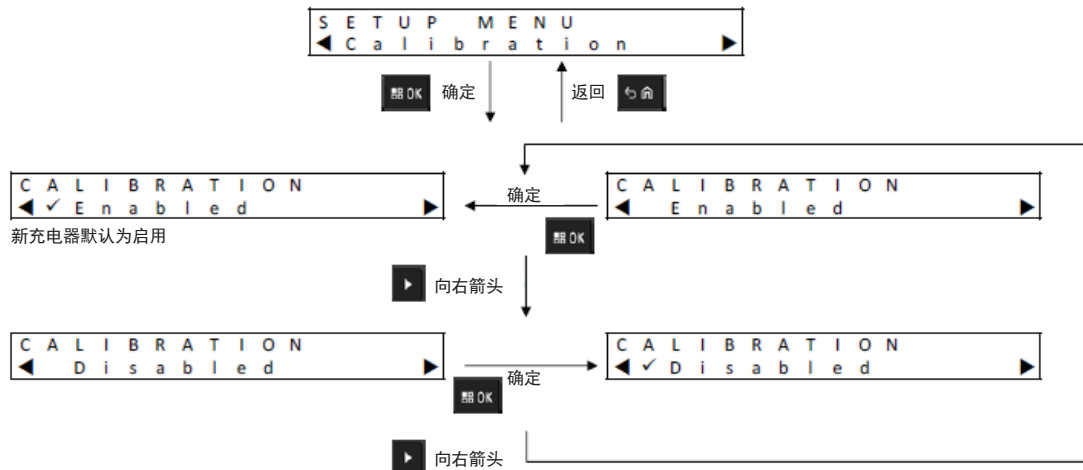 SETUP MENU
◀Calibration▶
OK 确定
返回
CALIBRATION
◀✓Enabled▶
新充电器默认为启用
确定
OK
CALIBRATION
◀ Enabled▶
向右箭头
CALIBRATION
◀ Disabled▶
确定
OK
CALIBRATION
◀✓Disabled▶
向右箭头